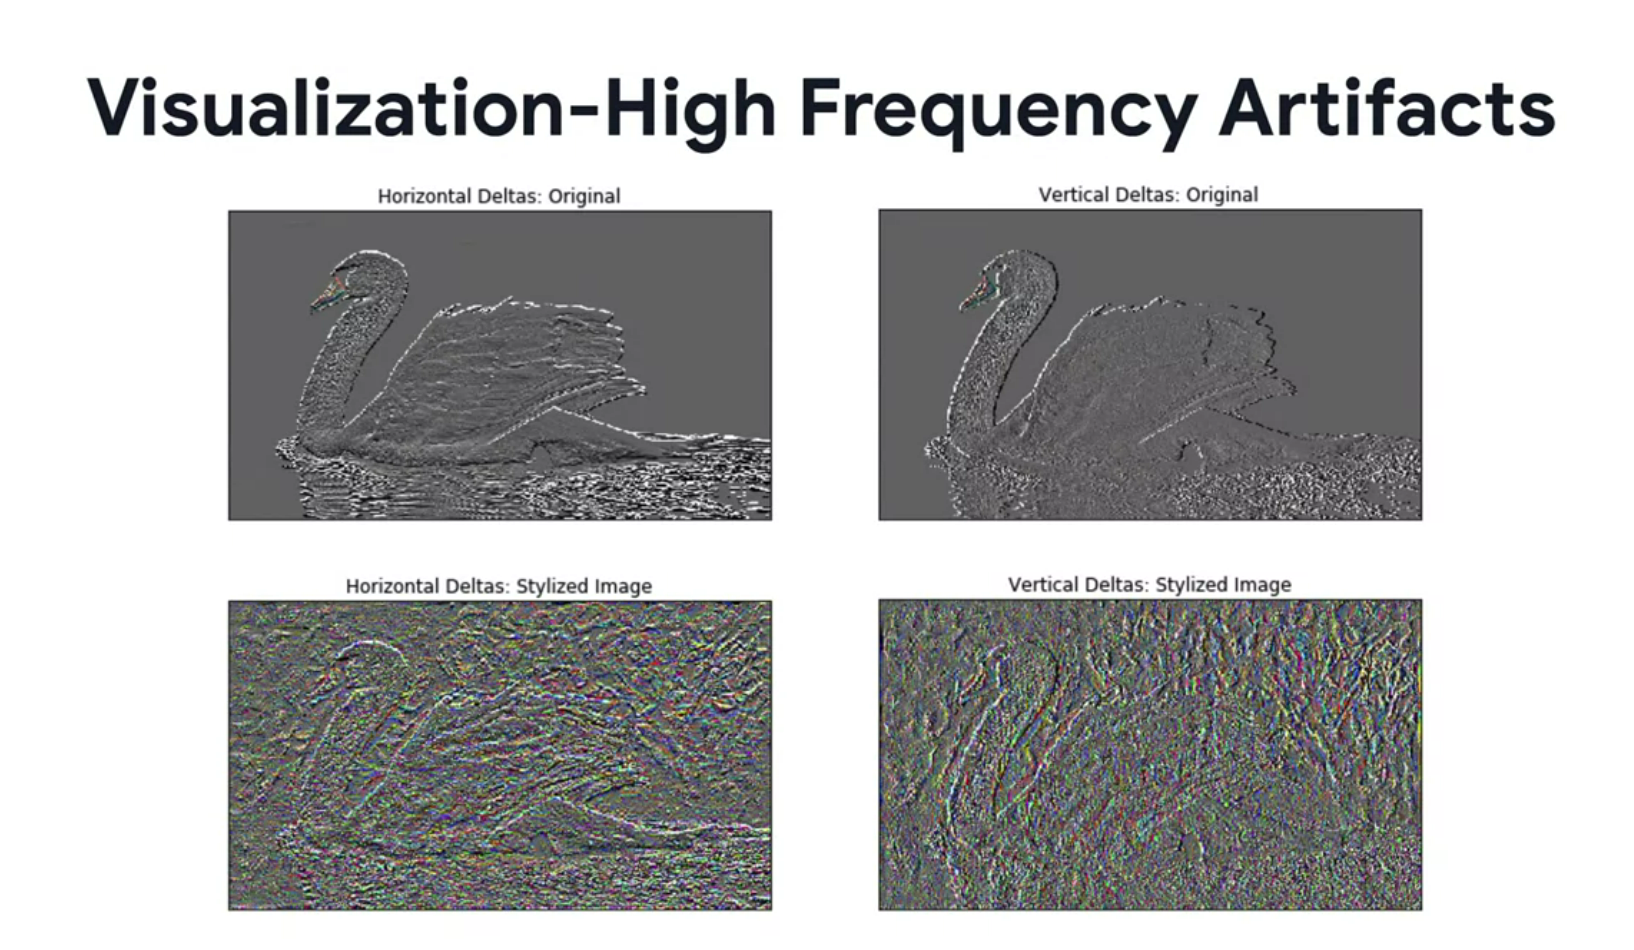 Visualization-High Frequency Artifacts
Horizontal Deltas: Original
Vertical Deltas: Original
Horizontal Deltas: Stylized Image
Vertical Deltas: Stylized Image